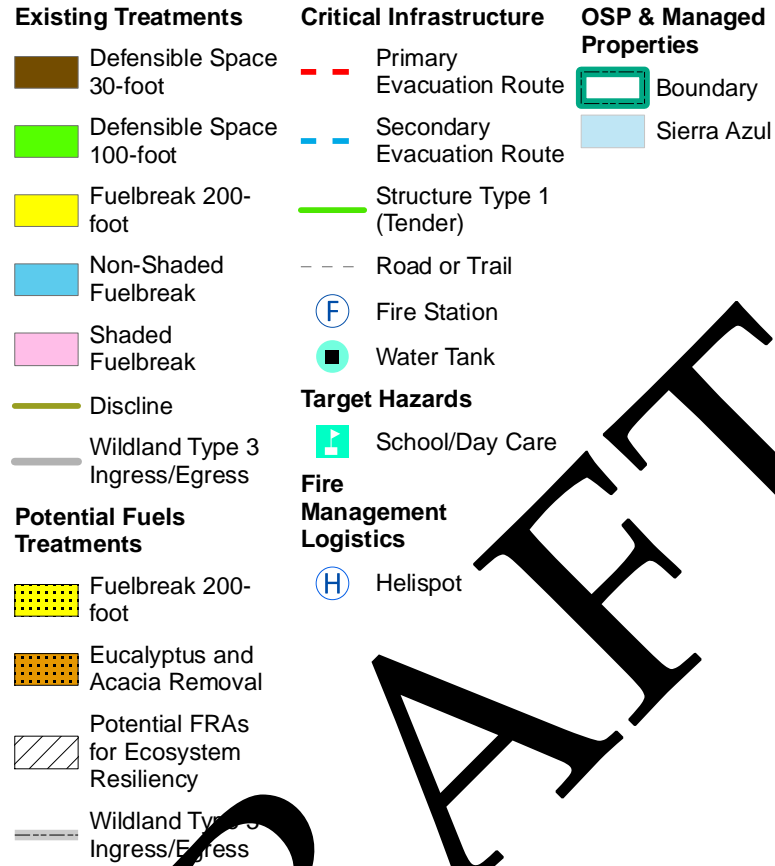 Existing Treatments
Defensible Space
30-foot
Defensible Space
100-foot
Fuelbreak 200-
foot
Non-Shaded
Fuelbreak
Shaded
Fuelbreak
Discline
Wildland Type 3
Ingress/Egress
Potential Fuels
Treatments
Fuelbreak 200-
foot
Eucalyptus and
Acacia Removal
Potential FRAs
for Ecosystem
Resiliency
Wildland Type 3
Ingress/Egress
Critical Infrastructure
Primary
Evacuation Route
Secondary
Evacuation Route
Structure Type 1
(Tender)
Road or Trail
F Fire Station
Water Tank
Target Hazards
School/Day Care
Fire
Management
Logistics
H Helispot
OSP & Managed
Properties
Boundary
Sierra Azul
RAFT